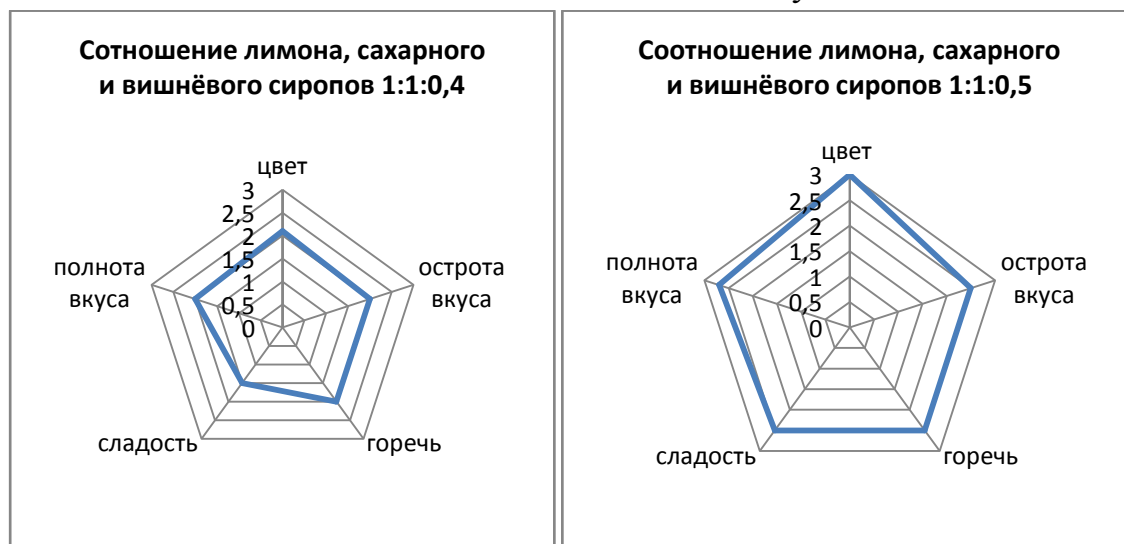 Сотношение лимона, сахарного
и вишнёвого сиропов 1:1:0,4
цвет
3
2,5
2
1,5
1
0,5
0
острота
вкуса
горечь
сладость
полнота
вкуса
Соотношение лимона, сахарного
и вишнёвого сиропов 1:1:0,5
цвет
3
2,5
2
1,5
1
0,5
0
острота
вкуса
горечь
сладость
полнота
вкуса